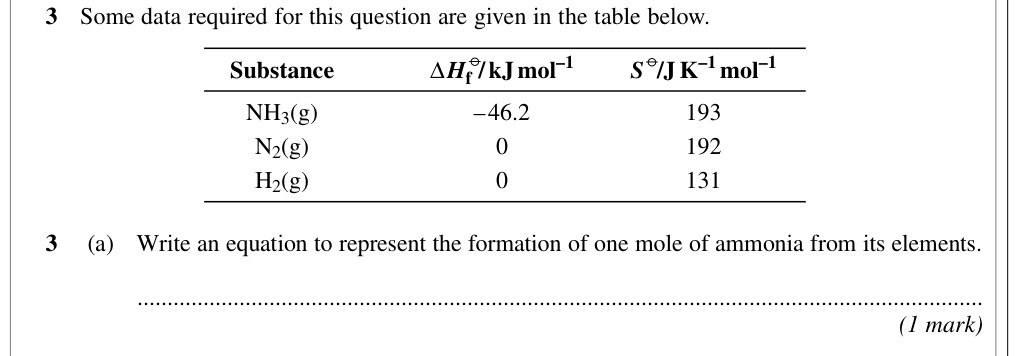 3 Some data required for this question are given in the table below.
Substance ΔHf⦵/kJ mol–1 S⦵/J K–1 mol–1
NH3(g) –46.2 193
N2(g) 0 192
H2(g) 0 131
3 (a) Write an equation to represent the formation of one mole of ammonia from its elements.
(1 mark)